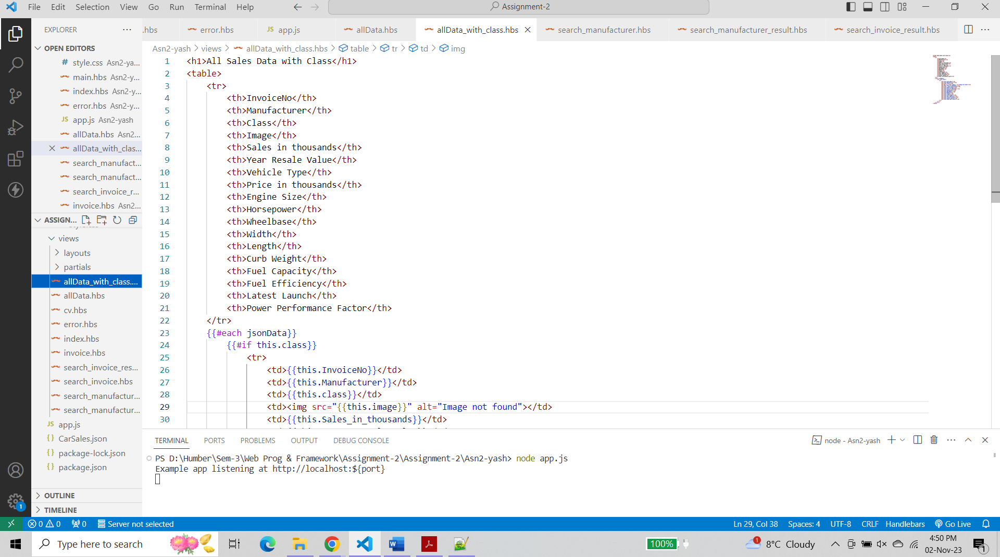 File Edit Selection View Go Run Terminal Help
Assignment-2
EXPLORER
.hbs
error.hbs
JS app.js
allData.hbs
allData_with_class.hbs
search_manufacturer.hbs
search_manufacturer_result.hbs
search_invoice_result.hbs
OPEN EDITORS
# style.css Asn2-ya...
main.hbs Asn2-y...
index.hbs Asn2-y...
error.hbs Asn2-y...
JS app.js Asn2-yash
allData.hbs Asn2...
allData_with_clas...
search_manufact...
search_manufact...
search_invoice_r...
invoice.hbs Asn2...
ASSIGN...
style.css
views
layouts
partials
allData_with_class....
allData.hbs
cv.hbs
error.hbs
index.hbs
invoice.hbs
search_invoice_res...
search_invoice.hbs
search_manufactur...
search_manufactur...
JS app.js
{} CarSales.json
{} package-lock.json
{} package.json
OUTLINE
TIMELINE
Asn2-yash > views > allData_with_class.hbs > table > tr > td > img
1 <h1>All Sales Data with Class</h1>
2 <table>
3 <tr>
4 <th>InvoiceNo</th>
5 <th>Manufacturer</th>
6 <th>Class</th>
7 <th>Image</th>
8 <th>Sales in thousands</th>
9 <th>Year Resale Value</th>
10 <th>Vehicle Type</th>
11 <th>Price in thousands</th>
12 <th>Engine Size</th>
13 <th>Horsepower</th>
14 <th>Wheelbase</th>
15 <th>Width</th>
16 <th>Length</th>
17 <th>Curb Weight</th>
18 <th>Fuel Capacity</th>
19 <th>Fuel Efficiency</th>
20 <th>Latest Launch</th>
21 <th>Power Performance Factor</th>
22 </tr>
23 {{#each jsonData}}
24 {{#if this.class}}
25 <tr>
26 <td>{{this.InvoiceNo}}</td>
27 <td>{{this.Manufacturer}}</td>
28 <td>{{this.class}}</td>
29 <td><img src="{{this.image}}" alt="Image not found"></td>
30 <td>{{this.Sales_in_thousands}}</td>
TERMINAL PORTS PROBLEMS OUTPUT DEBUG CONSOLE
node - Asn2-yash
PS D:\Humber\Sem-3\Web Prog & Framework\Assignment-2\Assignment-2\Asn2-yash> node app.js
Example app listening at http://localhost:${port}
1
0 0 0 Server not selected
Ln 29, Col 38 Spaces: 4 UTF-8 CRLF Handlebars Go Live
Type here to search
100%
1
8°C Cloudy
4:50 PM
02-Nov-23
1